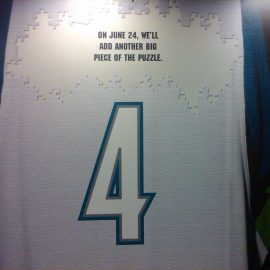 ON JUNE 24, WE'LL
ADD ANOTHER BIG
PIECE OF THE PUZZLE.
4